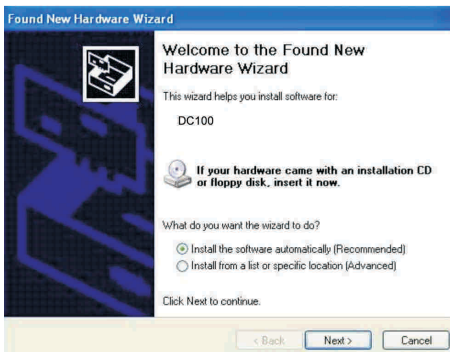 Found New Hardware Wizard
Welcome to the Found New
Hardware Wizard
This wizard helps you install software for:
DC100
If your hardware came with an installation CD
or floppy disk, insert it now.
What do you want the wizard to do?
Install the software automatically (Recommended)
Install from a list or specific location (Advanced)
Click Next to continue.
< Back Next > Cancel